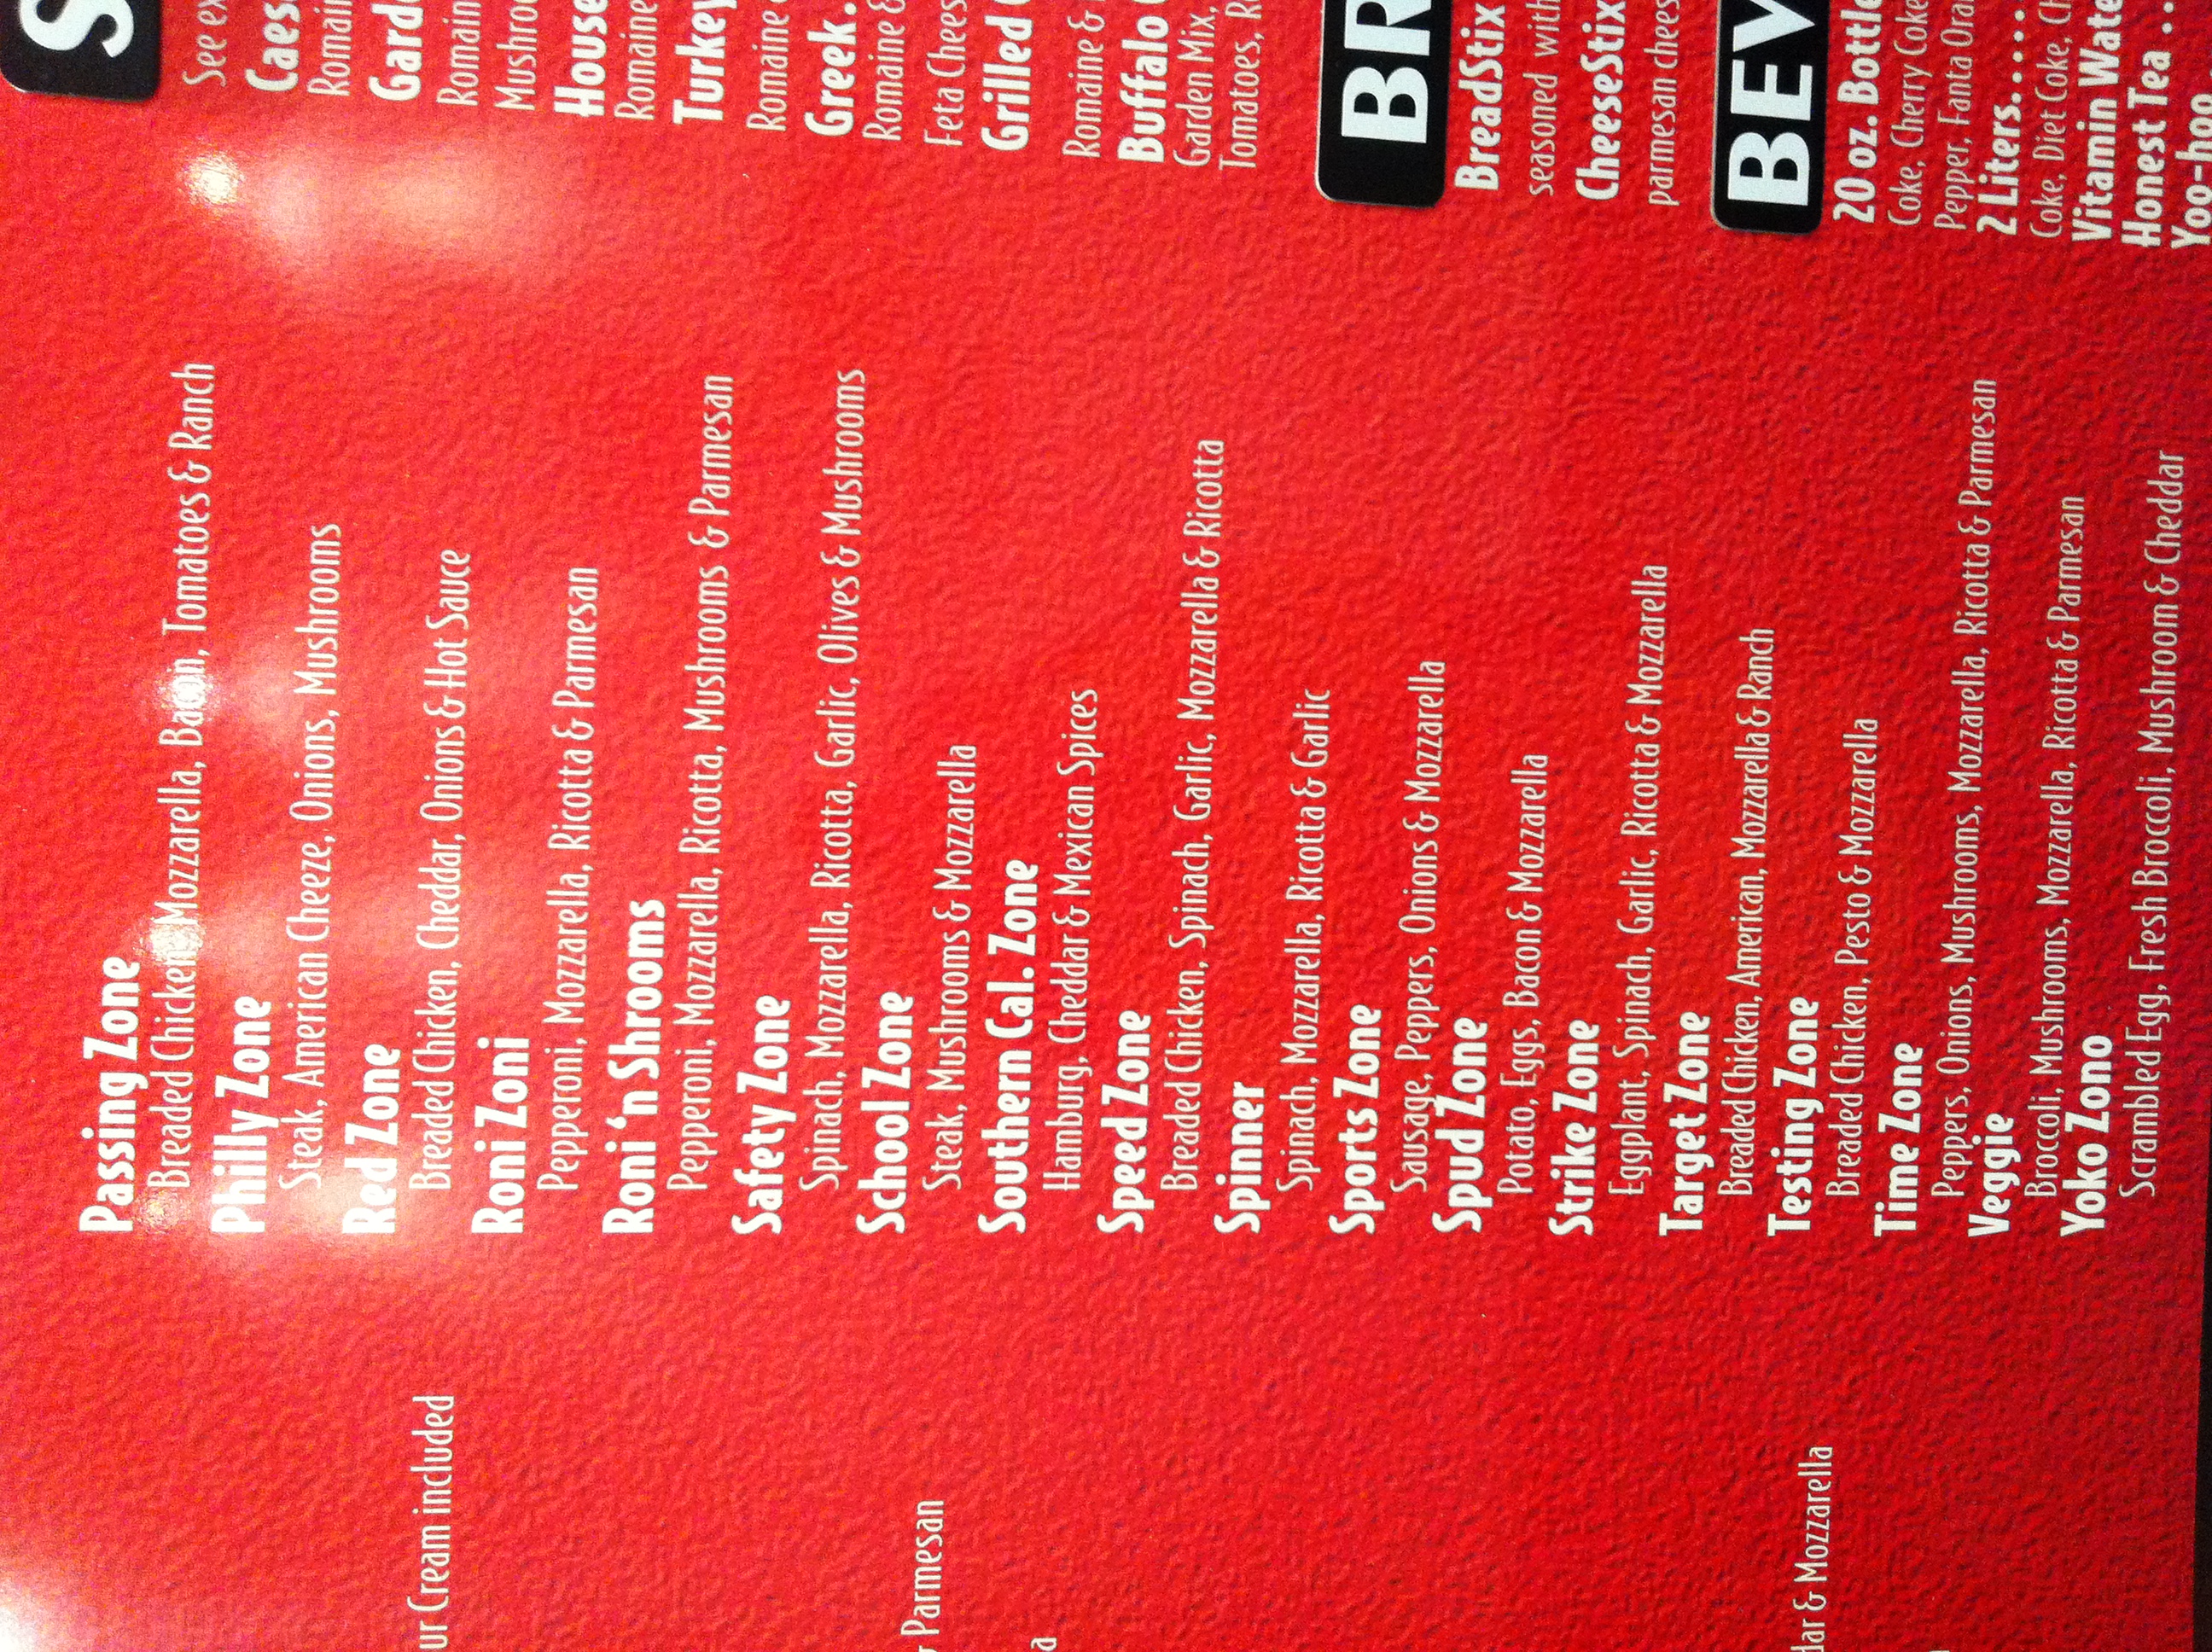 ur Cream included
& Parmesan
a
dar & Mozzarella
Passing Zone
Breaded Chicken, Mozzarella, Bacon, Tomatoes & Ranch
Philly Zone
Steak, American Cheeze, Onions, Mushrooms
Red Zone
Breaded Chicken, Cheddar, Onions & Hot Sauce
Roni Zoni
Pepperoni, Mozzarella, Ricotta & Parmesan
Roni ‘n Shrooms
Pepperoni, Mozzarella, Ricotta, Mushrooms & Parmesan
Safety Zone
Spinach, Mozzarella, Ricotta, Garlic, Olives & Mushrooms
School Zone
Steak, Mushrooms & Mozzarella
Southern Cal. Zone
Hamburg, Cheddar & Mexican Spices
Speed Zone
Breaded Chicken, Spinach, Garlic, Mozzarella & Ricotta
Spinner
Spinach, Mozzarella, Ricotta & Garlic
Sports Zone
Sausage, Peppers, Onions & Mozzarella
Spud Zone
Potato, Eggs, Bacon & Mozzarella
Strike Zone
Eggplant, Spinach, Garlic, Ricotta & Mozzarella
Target Zone
Breaded Chicken, American, Mozzarella & Ranch
Testing Zone
Breaded Chicken, Pesto & Mozzarella
Time Zone
Peppers, Onions, Mushrooms, Mozzarella, Ricotta & Parmesan
Veggie
Broccoli, Mushrooms, Mozzarella, Ricotta & Parmesan
Yoko Zono
Scrambled Egg, Fresh Broccoli, Mushroom & Cheddar
S
See ex
Caes
Romain
Gard
Romain
Mushroo
House
Romaine
Turkey
Romaine
Greek.
Romaine &
Feta Chees
Grilled
Romaine &
Buffalo
Garden Mix,
Tomatoes, R
BR
BreadStix
seasoned with
CheeseStix
parmesan chees
BEV
20 oz. Bottle
Coke, Cherry Coke
Pepper, Fanta Ora
2 Liters.....
Coke, Diet Coke, Ch
Vitamin Wate
Honest Tea ..
Yoo-hoo